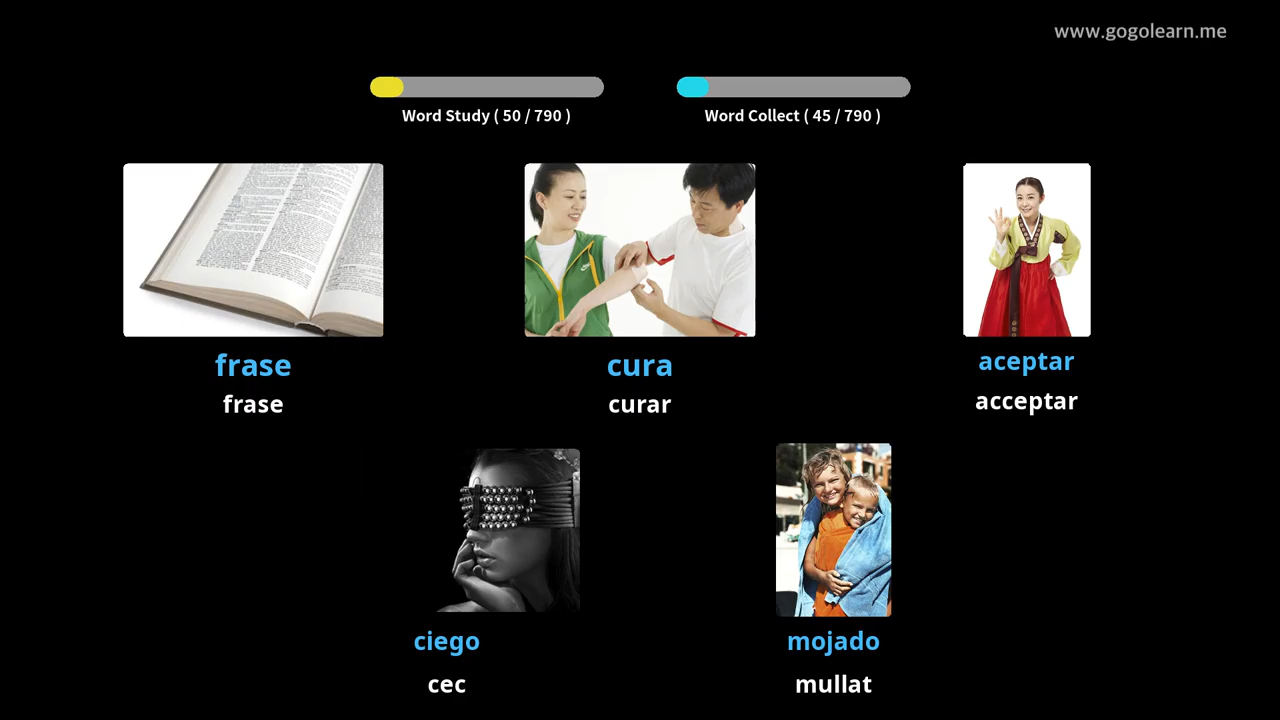 www.gogolearn.me
Word Study ( 50 / 790 )
Word Collect ( 45 / 790 )
frase
frase
cura
curar
aceptar
acceptar
ciego
cec
mojado
mullat